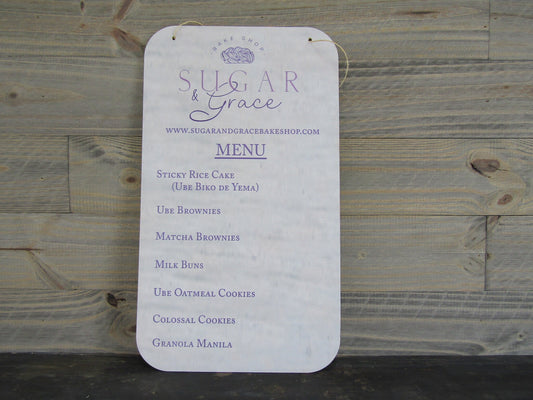 BAKE SHOP
SUGAR
& Grace
WWW.SUGARANDGRACEBAKESHOP.COM
MENU
STICKY RICE CAKE
(UBE BIKO DE YEMA)
UBE BROWNIES
MATCHA BROWNIES
MILK BUNS
UBE OATMEAL COOKIES
COLOSSAL COOKIES
GRANOLA MANILA